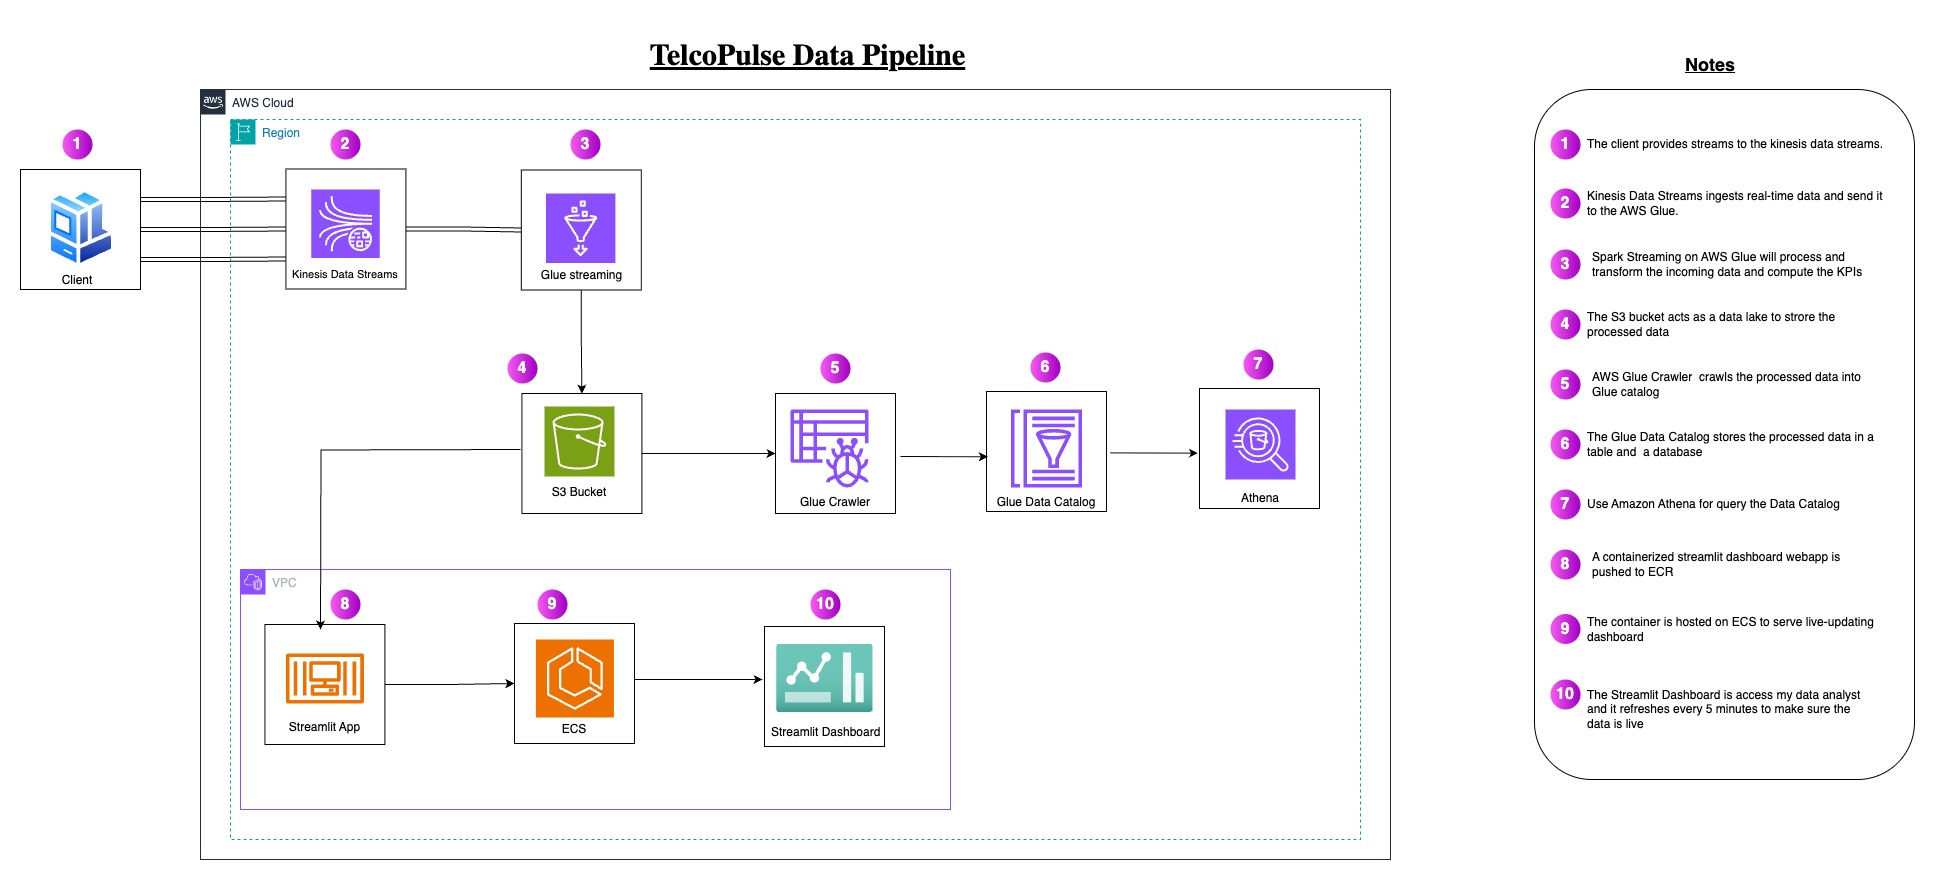 TelcoPulse Data Pipeline
Notes
aws
AWS Cloud
Region
1
2
3
Client
Kinesis Data Streams
Glue streaming
4
5
6
7
S3 Bucket
Glue Crawler
Glue Data Catalog
Athena
VPC
8
9
10
Streamlit App
ECS
Streamlit Dashboard
1
The client provides streams to the kinesis data streams.
2
Kinesis Data Streams ingests real-time data and send it
to the AWS Glue.
3
Spark Streaming on AWS Glue will process and
transform the incoming data and compute the KPIs
4
The S3 bucket acts as a data lake to strore the
processed data
5
AWS Glue Crawler  crawls the processed data into
Glue catalog
6
The Glue Data Catalog stores the processed data in a
table and  a database
7
Use Amazon Athena for query the Data Catalog
8
A containerized streamlit dashboard webapp is
pushed to ECR
9
The container is hosted on ECS to serve live-updating
dashboard
10
The Streamlit Dashboard is access my data analyst
and it refreshes every 5 minutes to make sure the
data is live